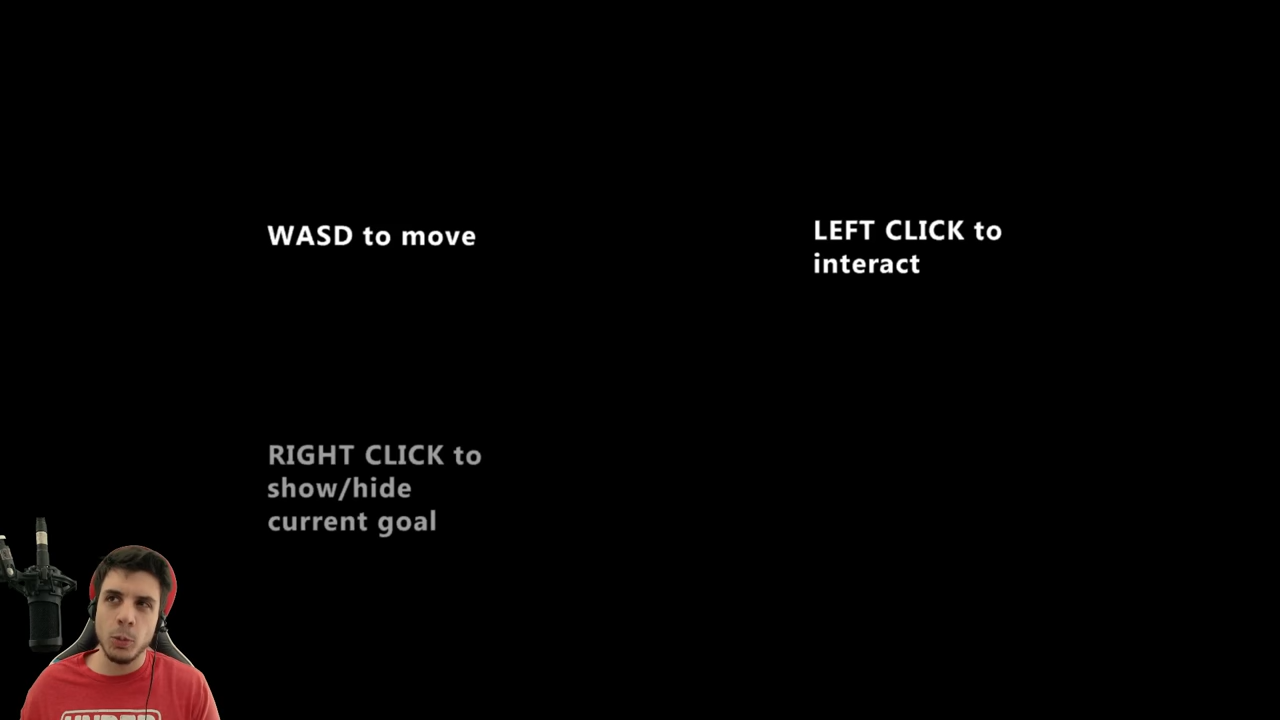 WASD to move
LEFT CLICK to
interact
RIGHT CLICK to
show/hide
current goal